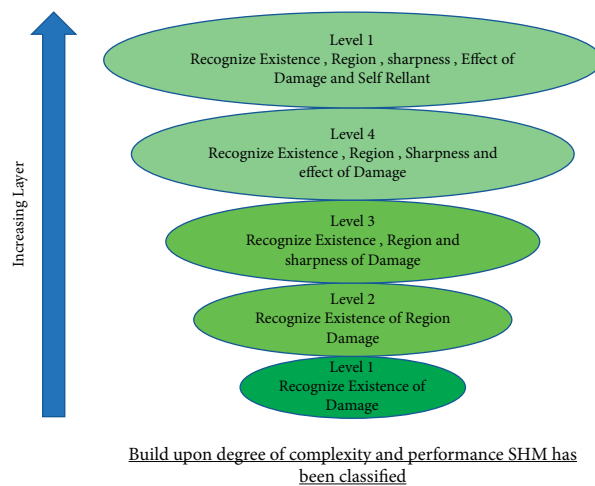 Increasing Layer
Level 1
Recognize Existence , Region , sharpness , Effect of
Damage and Self Rellant
Level 4
Recognize Existence , Region , Sharpness and
effect of Damage
Level 3
Recognize Existence , Region and
sharpness of Damage
Level 2
Recognize Existence of Region
Damage
Level 1
Recognize Existence of
Damage
Build upon degree of complexity and performance SHM has
been classified